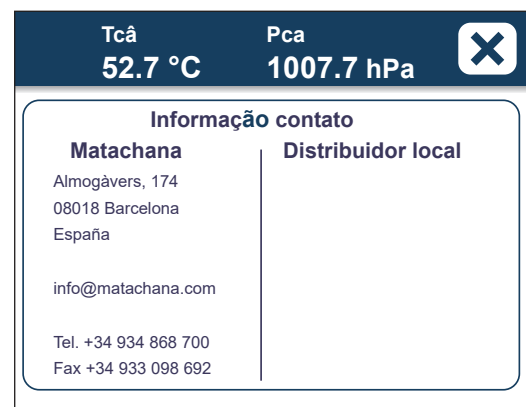 Tcâ Pca
52.7 °C 1007.7 hPa
Informação contato
Matachana
Almogàvers, 174
08018 Barcelona
España
info@matachana.com
Tel. +34 934 868 700
Fax +34 933 098 692
Distribuidor local